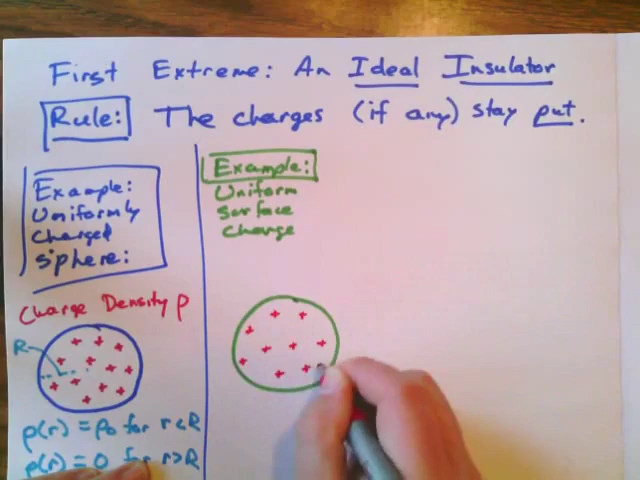 First Extreme: An Ideal Insulator
Rule: The charges (if any) stay put.
Example:
Uniformly
Charged
Sphere:
Charge Density ρ
R
ρ(r) = ρ0 for r<R
ρ(r) = 0 for r>R
Example:
Uniform
Surface
Charge